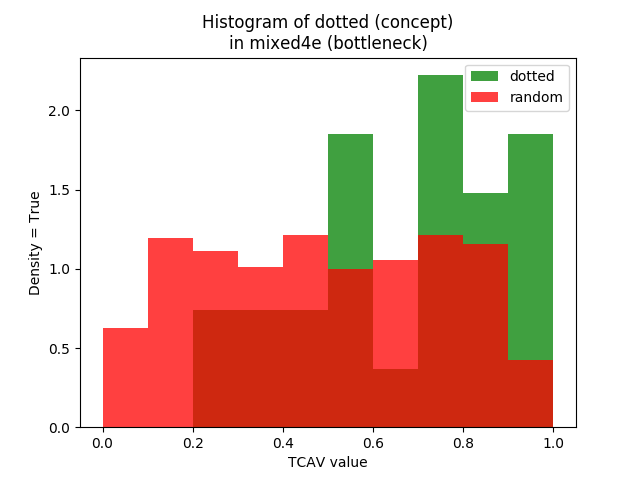 Histogram of dotted (concept)
in mixed4e (bottleneck)
dotted
random
Density = True
2.0
1.5
1.0
0.5
0.0
0.0 0.2 0.4 0.6 0.8 1.0
TCAV value